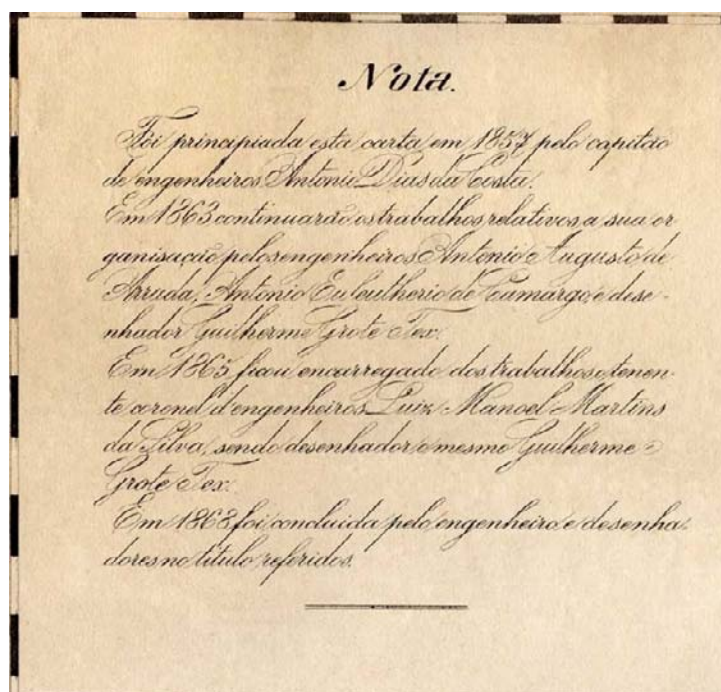 Nota.
Foi principiada esta carta em 1857 pelo capitão
de engenheiros Antonio Dias da Costa.
Em 1863 continuarão os trabalhos relativos a sua or
ganisação pelos engenheiros Antonio Augusto de
Arruda, Antonio Euleutherio de Camargo, e dese-
nhador Guilherme Grote Tex.
Em 1865 ficou encarregado dos trabalhos o tenen-
te coronel d'engenheiros Luiz Manoel Martins
da Silva, sendo desenhador o mesmo Guilherme
Grote Tex.
Em 1868 foi concluida pelo engenheiro e desenha-
dores no titulo referidos.